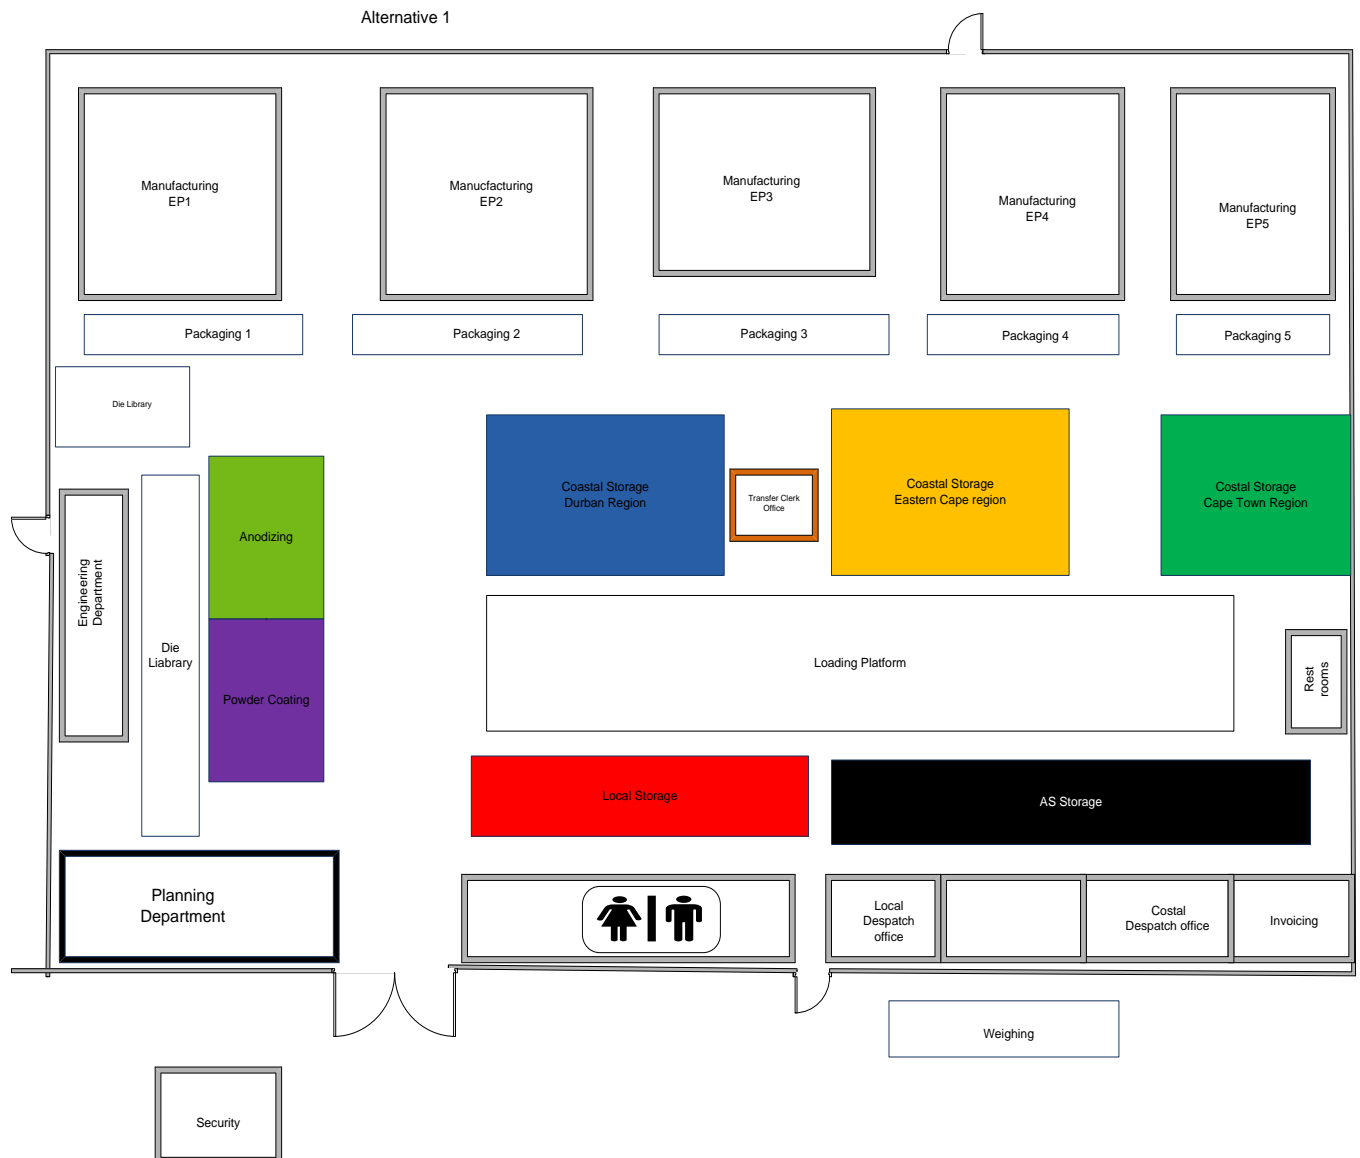 Alternative 1
Manufacturing
EP1
Manucfacturing
EP2
Manufacturing
EP3
Manufacturing
EP4
Manufacturing
EP5
Packaging 1
Packaging 2
Packaging 3
Packaging 4
Packaging 5
Die Library
Coastal Storage
Durban Region
Transfer Clerk
Office
Coastal Storage
Eastern Cape region
Costal Storage
Cape Town Region
Anodizing
Engineering
Department
Die
Liabrary
Powder Coating
Loading Platform
Rest
rooms
Local Storage
AS Storage
Planning
Department
Local
Despatch
office
Costal
Despatch office
Invoicing
Weighing
Security